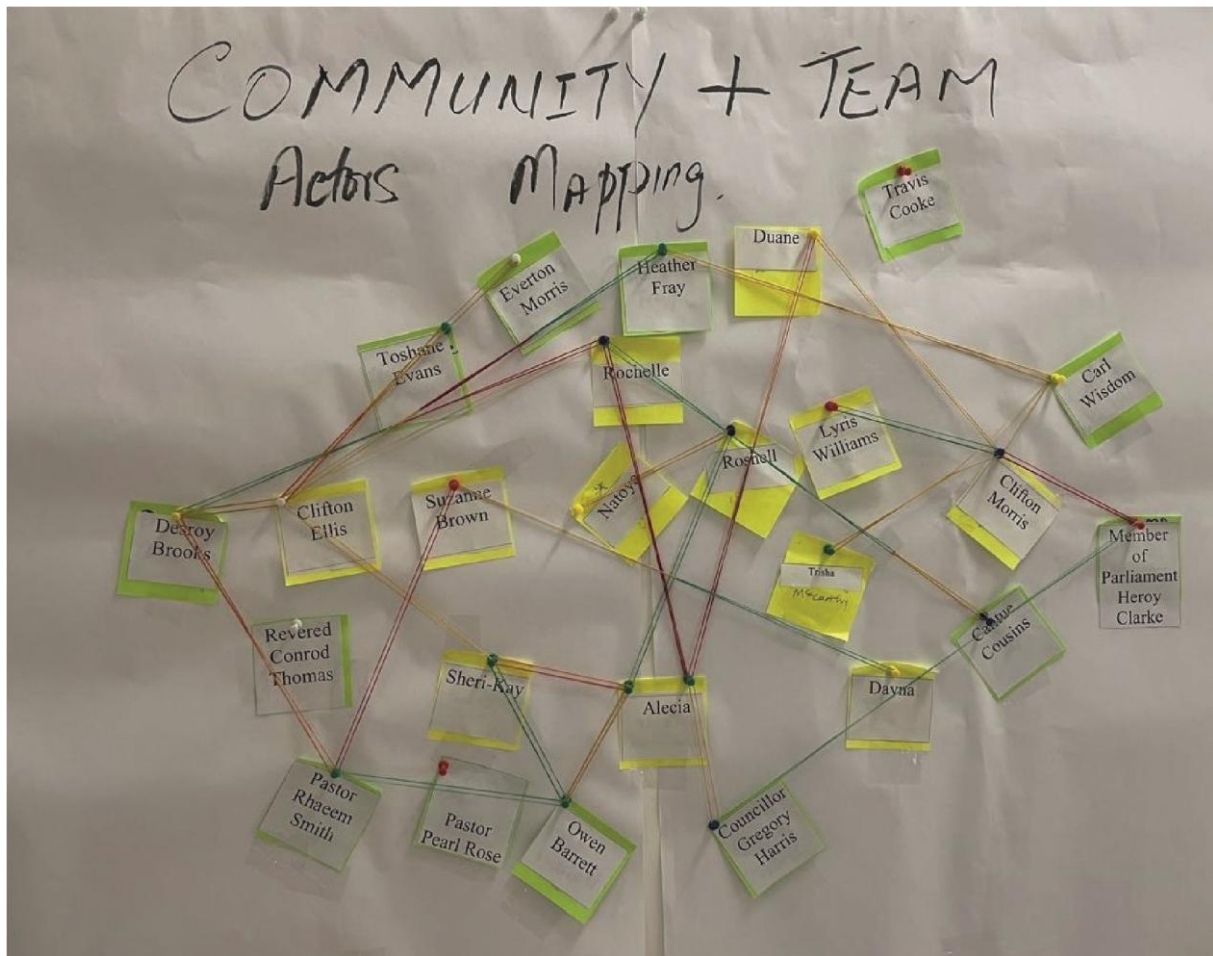 COMMUNITY + TEAM
Actors Mapping.
Travis
Cooke
Duane
Heather
Fray
Everton
Morris
Toshane
Evans
Rochelle
Carl
Wisdom
Lyris
Williams
Roshell
Natoya
Suzanne
Brown
Clifton
Ellis
Desroy
Brooks
Clifton
Morris
MP
Member
of
Parliament
Heroy
Clarke
Trisha
McCarthy
Cousins
Revered
Conrod
Thomas
Sheri-Kay
Alecia
Dayna
Pastor
Rhaeem
Smith
Pastor
Pearl Rose
Owen
Barrett
Councillor
Gregory
Harris